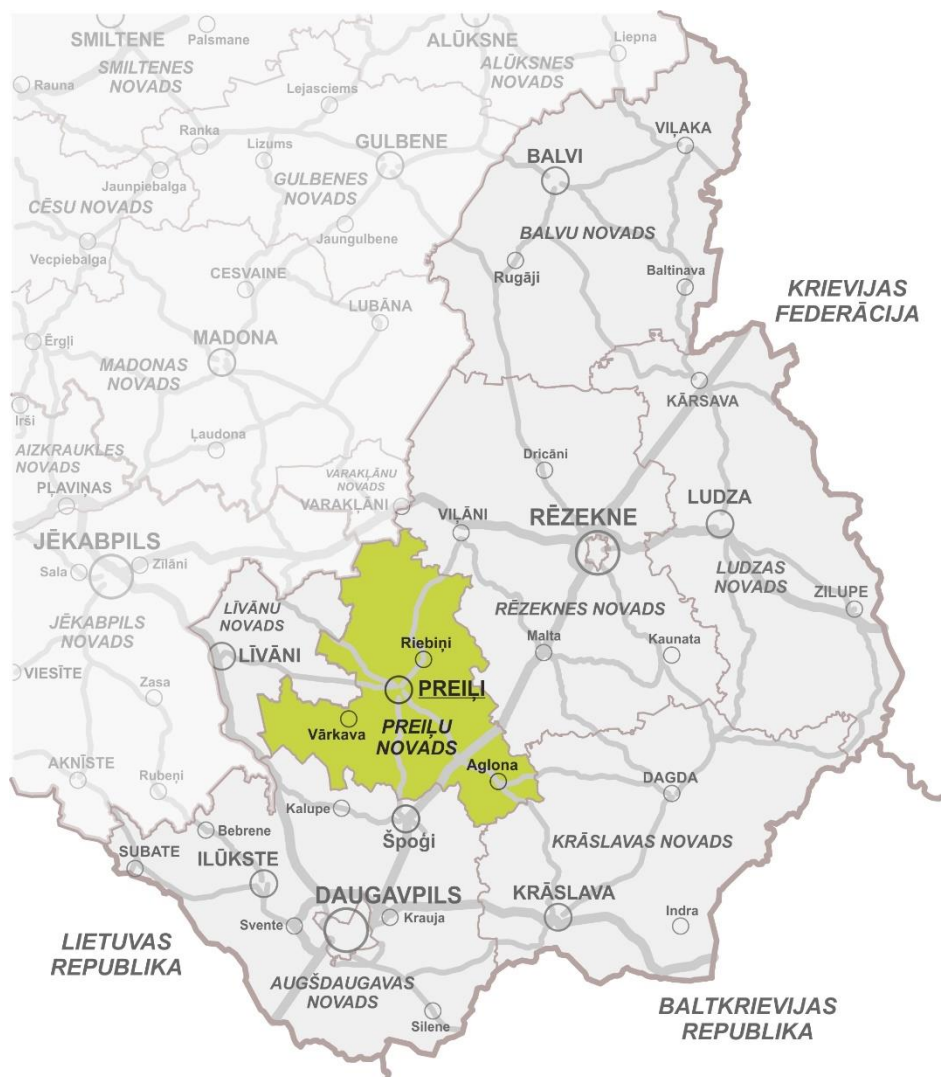 SMILTENE
Palsmane
ALŪKSNE
Liepna
SMILTENES
NOVADS
ALŪKSNES
NOVADS
Rauna
Lejasciems
Ranka
Lizums
GULBENE
VIĻAKA
BALVI
Jaunpiebalga
CĒSU NOVADS
GULBENES
NOVADS
Jaungulbene
BALVU NOVADS
Vecpiebalga
CESVAINE
Rugāji
Baltinava
LUBĀNA
KRIEVIJAS
FEDERĀCIJA
Ērgļi
MADONA
MADONAS
NOVADS
KĀRSAVA
Irši
Ļaudona
AIZKRAUKLES
NOVADS
Dricāni
VARAKĻĀNU
NOVADS
PĻAVIŅAS
VARAKĻĀNI
VIĻĀNI
RĒZEKNE
LUDZA
JĒKABPILS
Sala
Zīlāni
LUDZAS
NOVADS
ZILUPE
LĪVĀNU
NOVADS
RĒZEKNES NOVADS
JĒKABPILS
NOVADS
Riebiņi
Malta
Kaunata
LĪVĀNI
VIESĪTE
PREIĻI
Zasa
Vārkava
PREIĻU
NOVADS
AKNĪSTE
Rubeņi
Aglona
DAGDA
Kalupe
Bebrene
Špoģi
KRĀSLAVAS NOVADS
SUBATE
ILŪKSTE
DAUGAVPILS
KRĀSLAVA
Svente
Krauja
Indra
LIETUVAS
REPUBLIKA
AUGŠDAUGAVAS
NOVADS
BALTKRIEVIJAS
REPUBLIKA
Silene